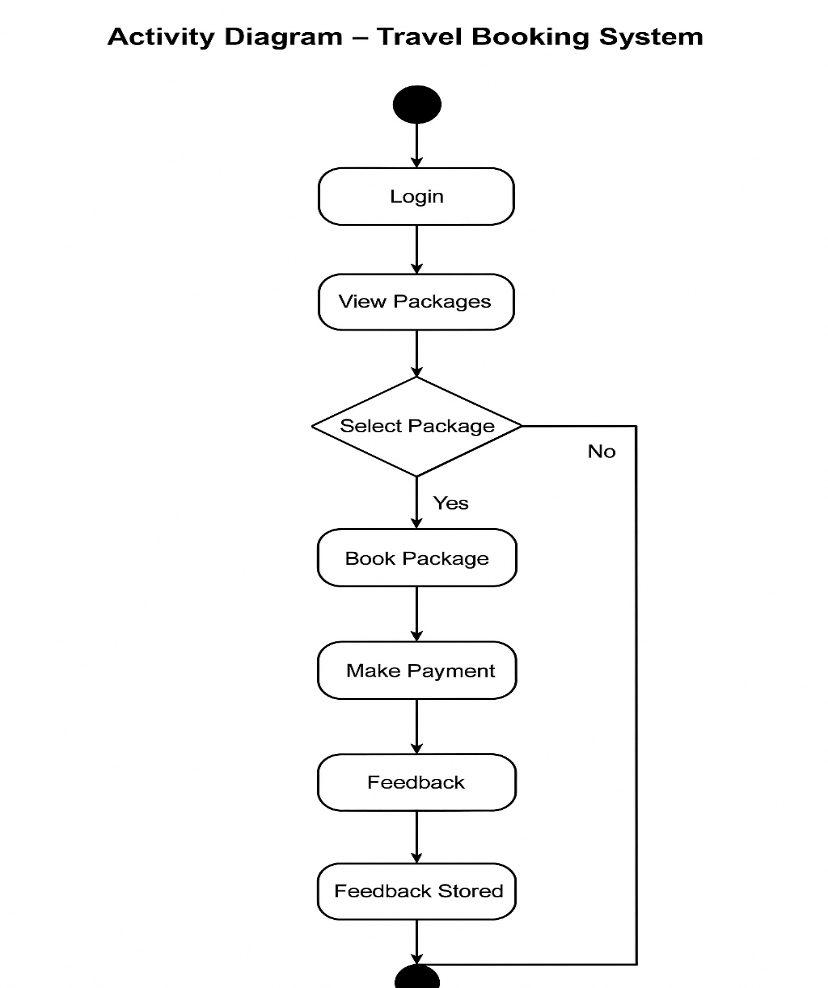 Activity Diagram – Travel Booking System
Login
View Packages
Select Package
No
Yes
Book Package
Make Payment
Feedback
Feedback Stored